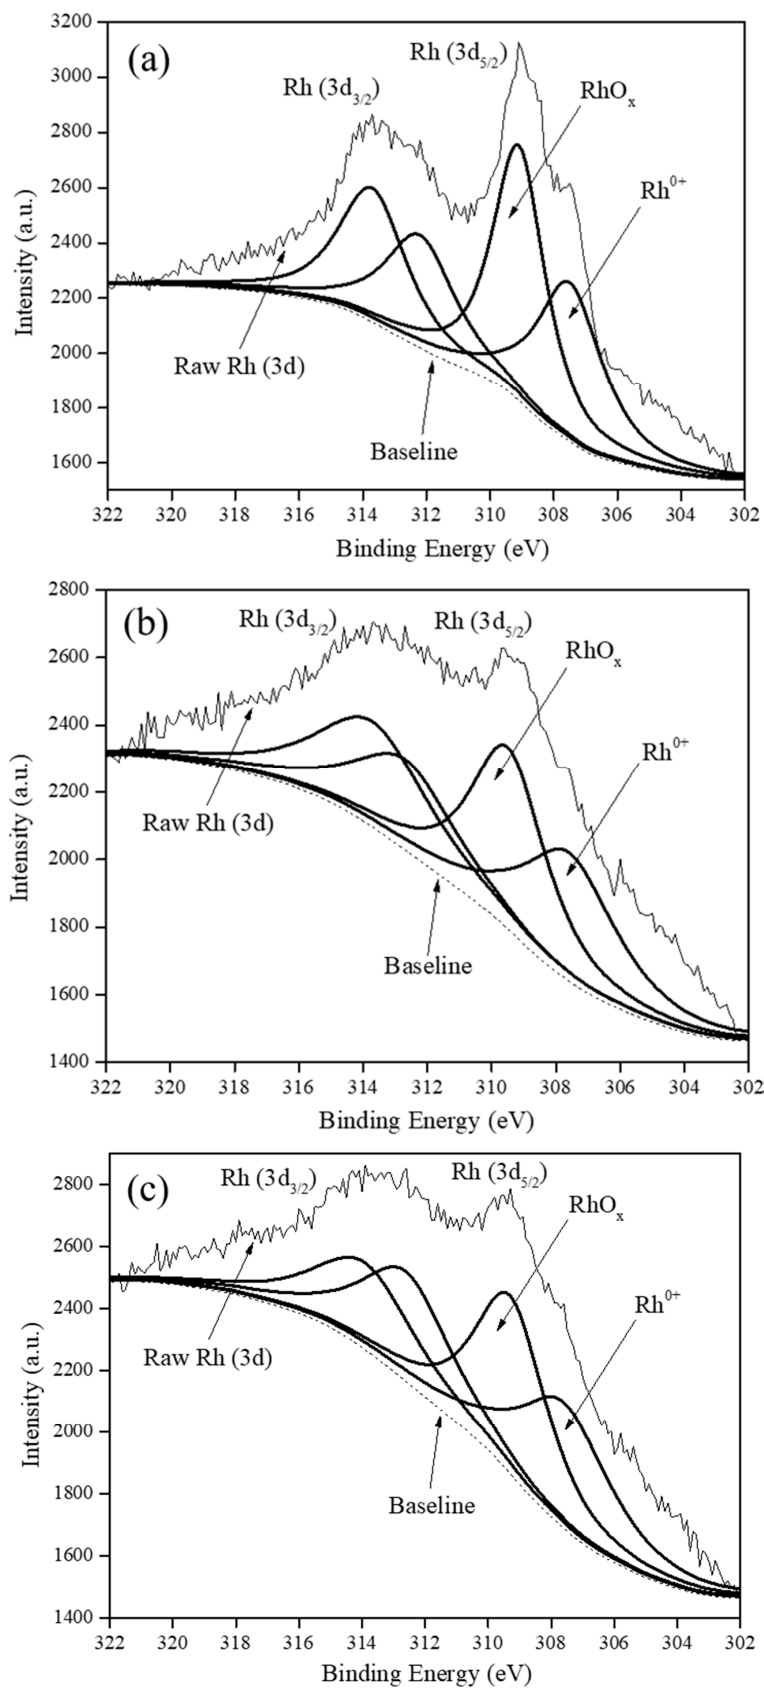 (a)
Rh (3d3/2)
Rh (3d5/2)
RhOx
Rh0+
Raw Rh (3d)
Baseline
Intensity (a.u.)
3200
3000
2800
2600
2400
2200
2000
1800
1600
322 320 318 316 314 312 310 308 306 304 302
Binding Energy (eV)
(b)
Rh (3d3/2)
Rh (3d5/2)
RhOx
Rh0+
Raw Rh (3d)
Baseline
Intensity (a.u.)
2800
2600
2400
2200
2000
1800
1600
1400
322 320 318 316 314 312 310 308 306 304 302
Binding Energy (eV)
(c)
Rh (3d3/2)
Rh (3d5/2)
RhOx
Rh0+
Raw Rh (3d)
Baseline
Intensity (a.u.)
2800
2600
2400
2200
2000
1800
1600
1400
322 320 318 316 314 312 310 308 306 304 302
Binding Energy (eV)